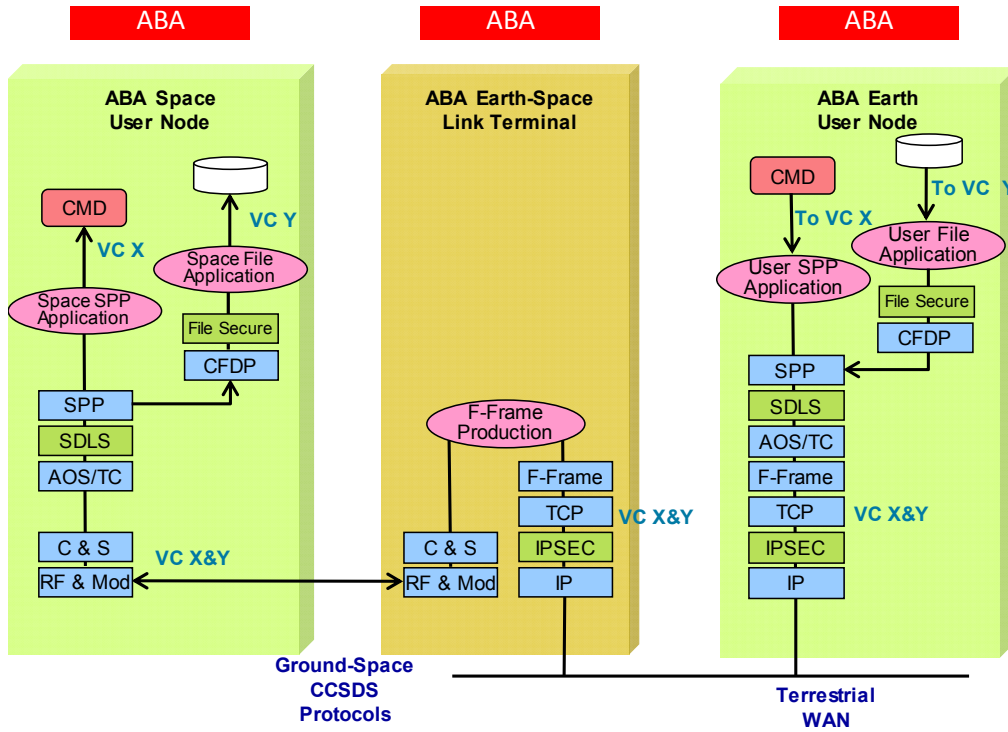 ABA
ABA
ABA
ABA Space
User Node
VC Y
CMD
VC X
Space File
Application
Space SPP
Application
File Secure
CFDP
SPP
SDLS
AOS/TC
C & S
VC X&Y
RF & Mod
ABA Earth-Space
Link Terminal
F-Frame
Production
F-Frame
TCP
VC X&Y
C & S
IPSEC
RF & Mod
IP
ABA Earth
User Node
CMD
To VC Y
To VC X
User File
Application
User SPP
Application
File Secure
CFDP
SPP
SDLS
AOS/TC
F-Frame
TCP
VC X&Y
IPSEC
IP
Ground-Space
CCSDS
Protocols
Terrestrial
WAN